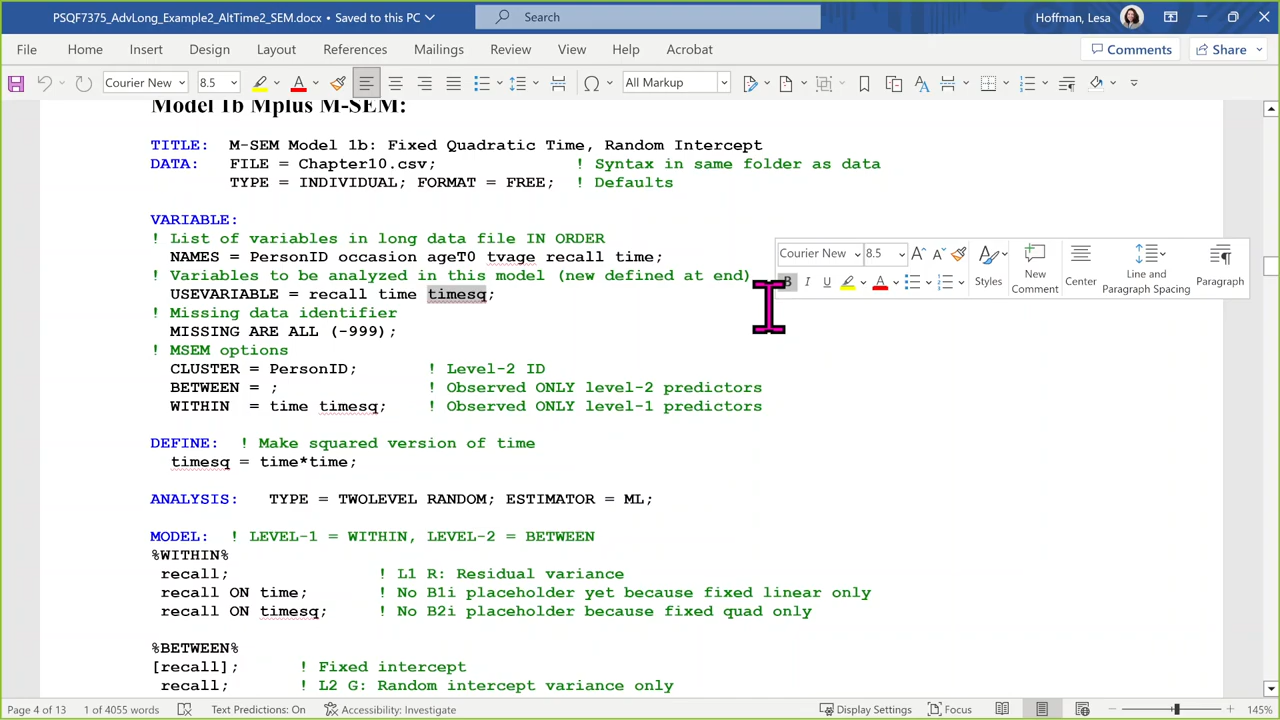 PSQF7375_AdvLong_Example2_AltTime2_SEM.docx • Saved to this PC
Search
Hoffman, Lesa
File Home Insert Design Layout References Mailings Review View Help Acrobat
Comments Share
Courier New 8.5 All Markup
Model 1b Mplus M-SEM:
TITLE: M-SEM Model 1b: Fixed Quadratic Time, Random Intercept
DATA: FILE = Chapter10.csv; ! Syntax in same folder as data
TYPE = INDIVIDUAL; FORMAT = FREE; ! Defaults
VARIABLE:
! List of variables in long data file IN ORDER
NAMES = PersonID occasion ageT0 tvage recall time;
! Variables to be analyzed in this model (new defined at end)
USEVARIABLE = recall time timesq;
! Missing data identifier
MISSING ARE ALL (-999);
! MSEM options
CLUSTER = PersonID; ! Level-2 ID
BETWEEN = ; ! Observed ONLY level-2 predictors
WITHIN = time timesq; ! Observed ONLY level-1 predictors
DEFINE: ! Make squared version of time
timesq = time*time;
ANALYSIS: TYPE = TWOLEVEL RANDOM; ESTIMATOR = ML;
MODEL: ! LEVEL-1 = WITHIN, LEVEL-2 = BETWEEN
%WITHIN%
recall; ! L1 R: Residual variance
recall ON time; ! No B1i placeholder yet because fixed linear only
recall ON timesq; ! No B2i placeholder because fixed quad only
%BETWEEN%
[recall]; ! Fixed intercept
recall; ! L2 G: Random intercept variance only
Courier New 8.5
B I U
Styles
New Comment
Center
Line and Paragraph Spacing
Paragraph
Page 4 of 13 1 of 4055 words Text Predictions: On Accessibility: Investigate Display Settings Focus 145%